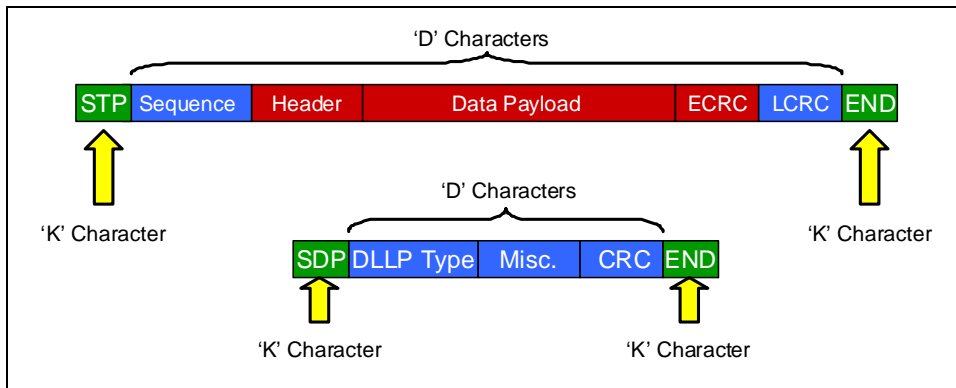 ‘D’ Characters
STP Sequence Header Data Payload ECRC LCRC END
‘K’ Character ‘K’ Character
‘D’ Characters
SDP DLLP Type Misc. CRC END
‘K’ Character ‘K’ Character